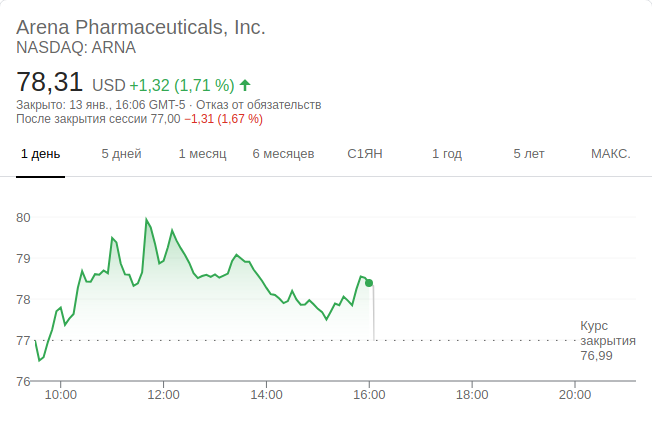 Arena Pharmaceuticals, Inc.
NASDAQ: ARNA
78,31 USD +1,32 (1,71 %)
Закрыто: 13 янв., 16:06 GMT-5 · Отказ от обязательств
После закрытия сессии 77,00 −1,31 (1,67 %)
1 день 5 дней 1 месяц 6 месяцев С1ЯН 1 год 5 лет МАКС.
80
79
78
77
Курс
закрытия
76,99
76
10:00 12:00 14:00 16:00 18:00 20:00